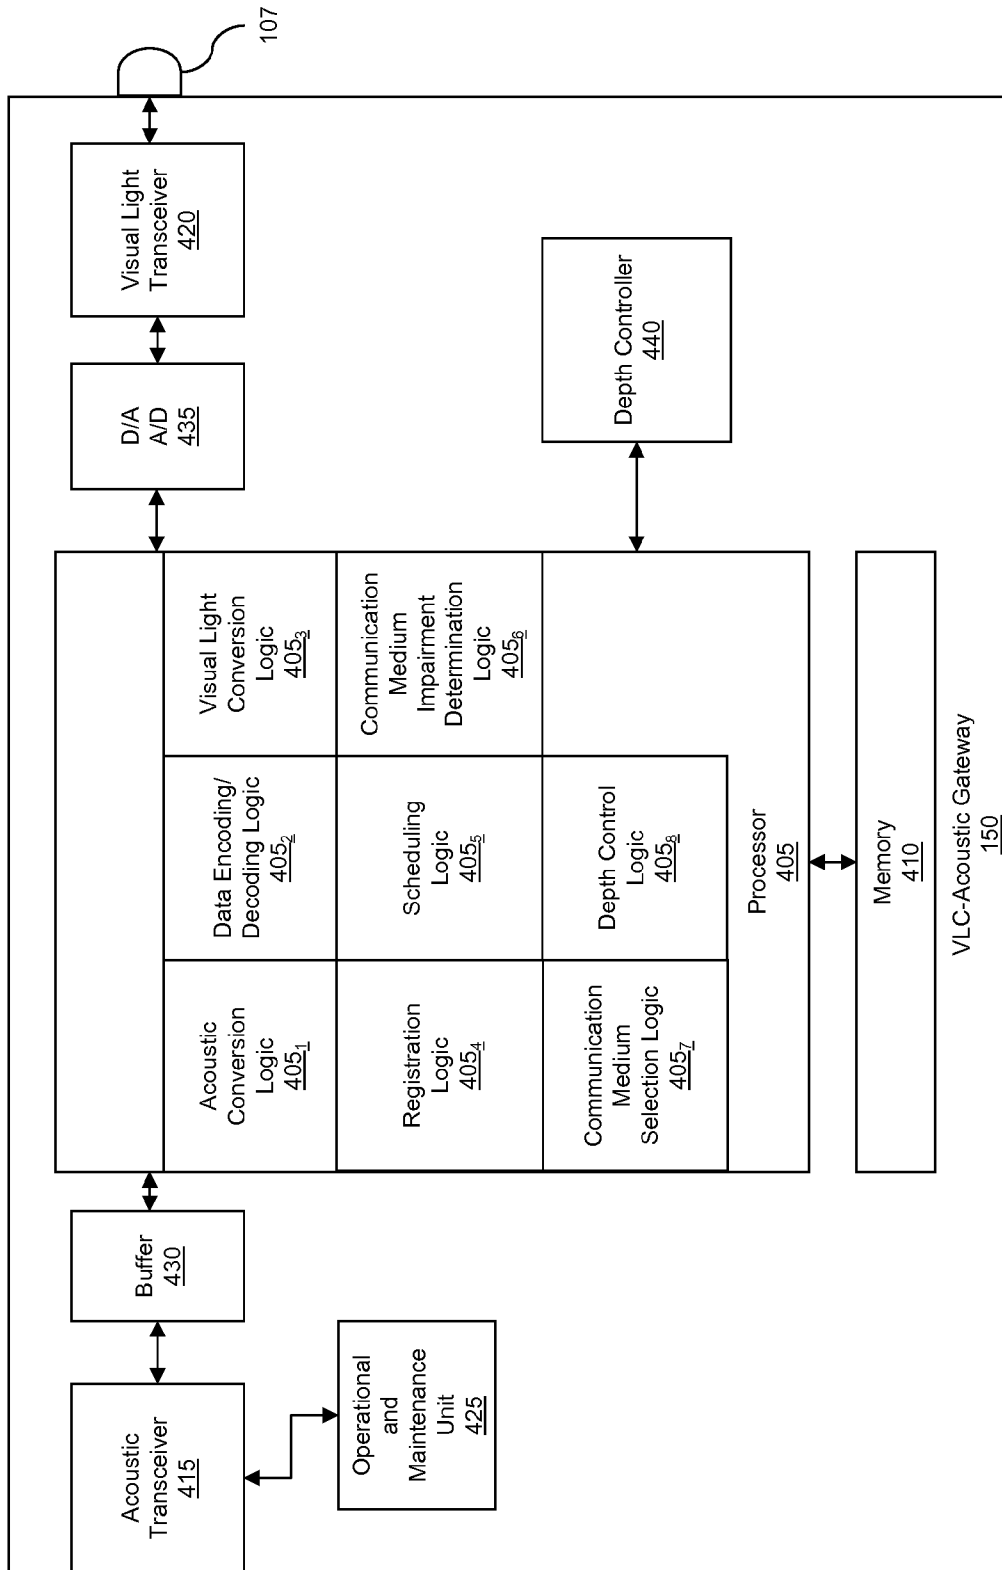 Acoustic
Transceiver
415
Buffer
430
Operational
and
Maintenance
Unit
425
Acoustic
Conversion
Logic
405₁
Data Encoding/
Decoding Logic
405₂
Visual Light
Conversion
Logic
405₃
Registration
Logic
405₄
Scheduling
Logic
405₅
Communication
Medium
Impairment
Determination
Logic
405₆
Communication
Medium
Selection Logic
405₇
Depth Control
Logic
405₈
Processor
405
Memory
410
D/A
A/D
435
Visual Light
Transceiver
420
107
Depth Controller
440
VLC-Acoustic Gateway
150